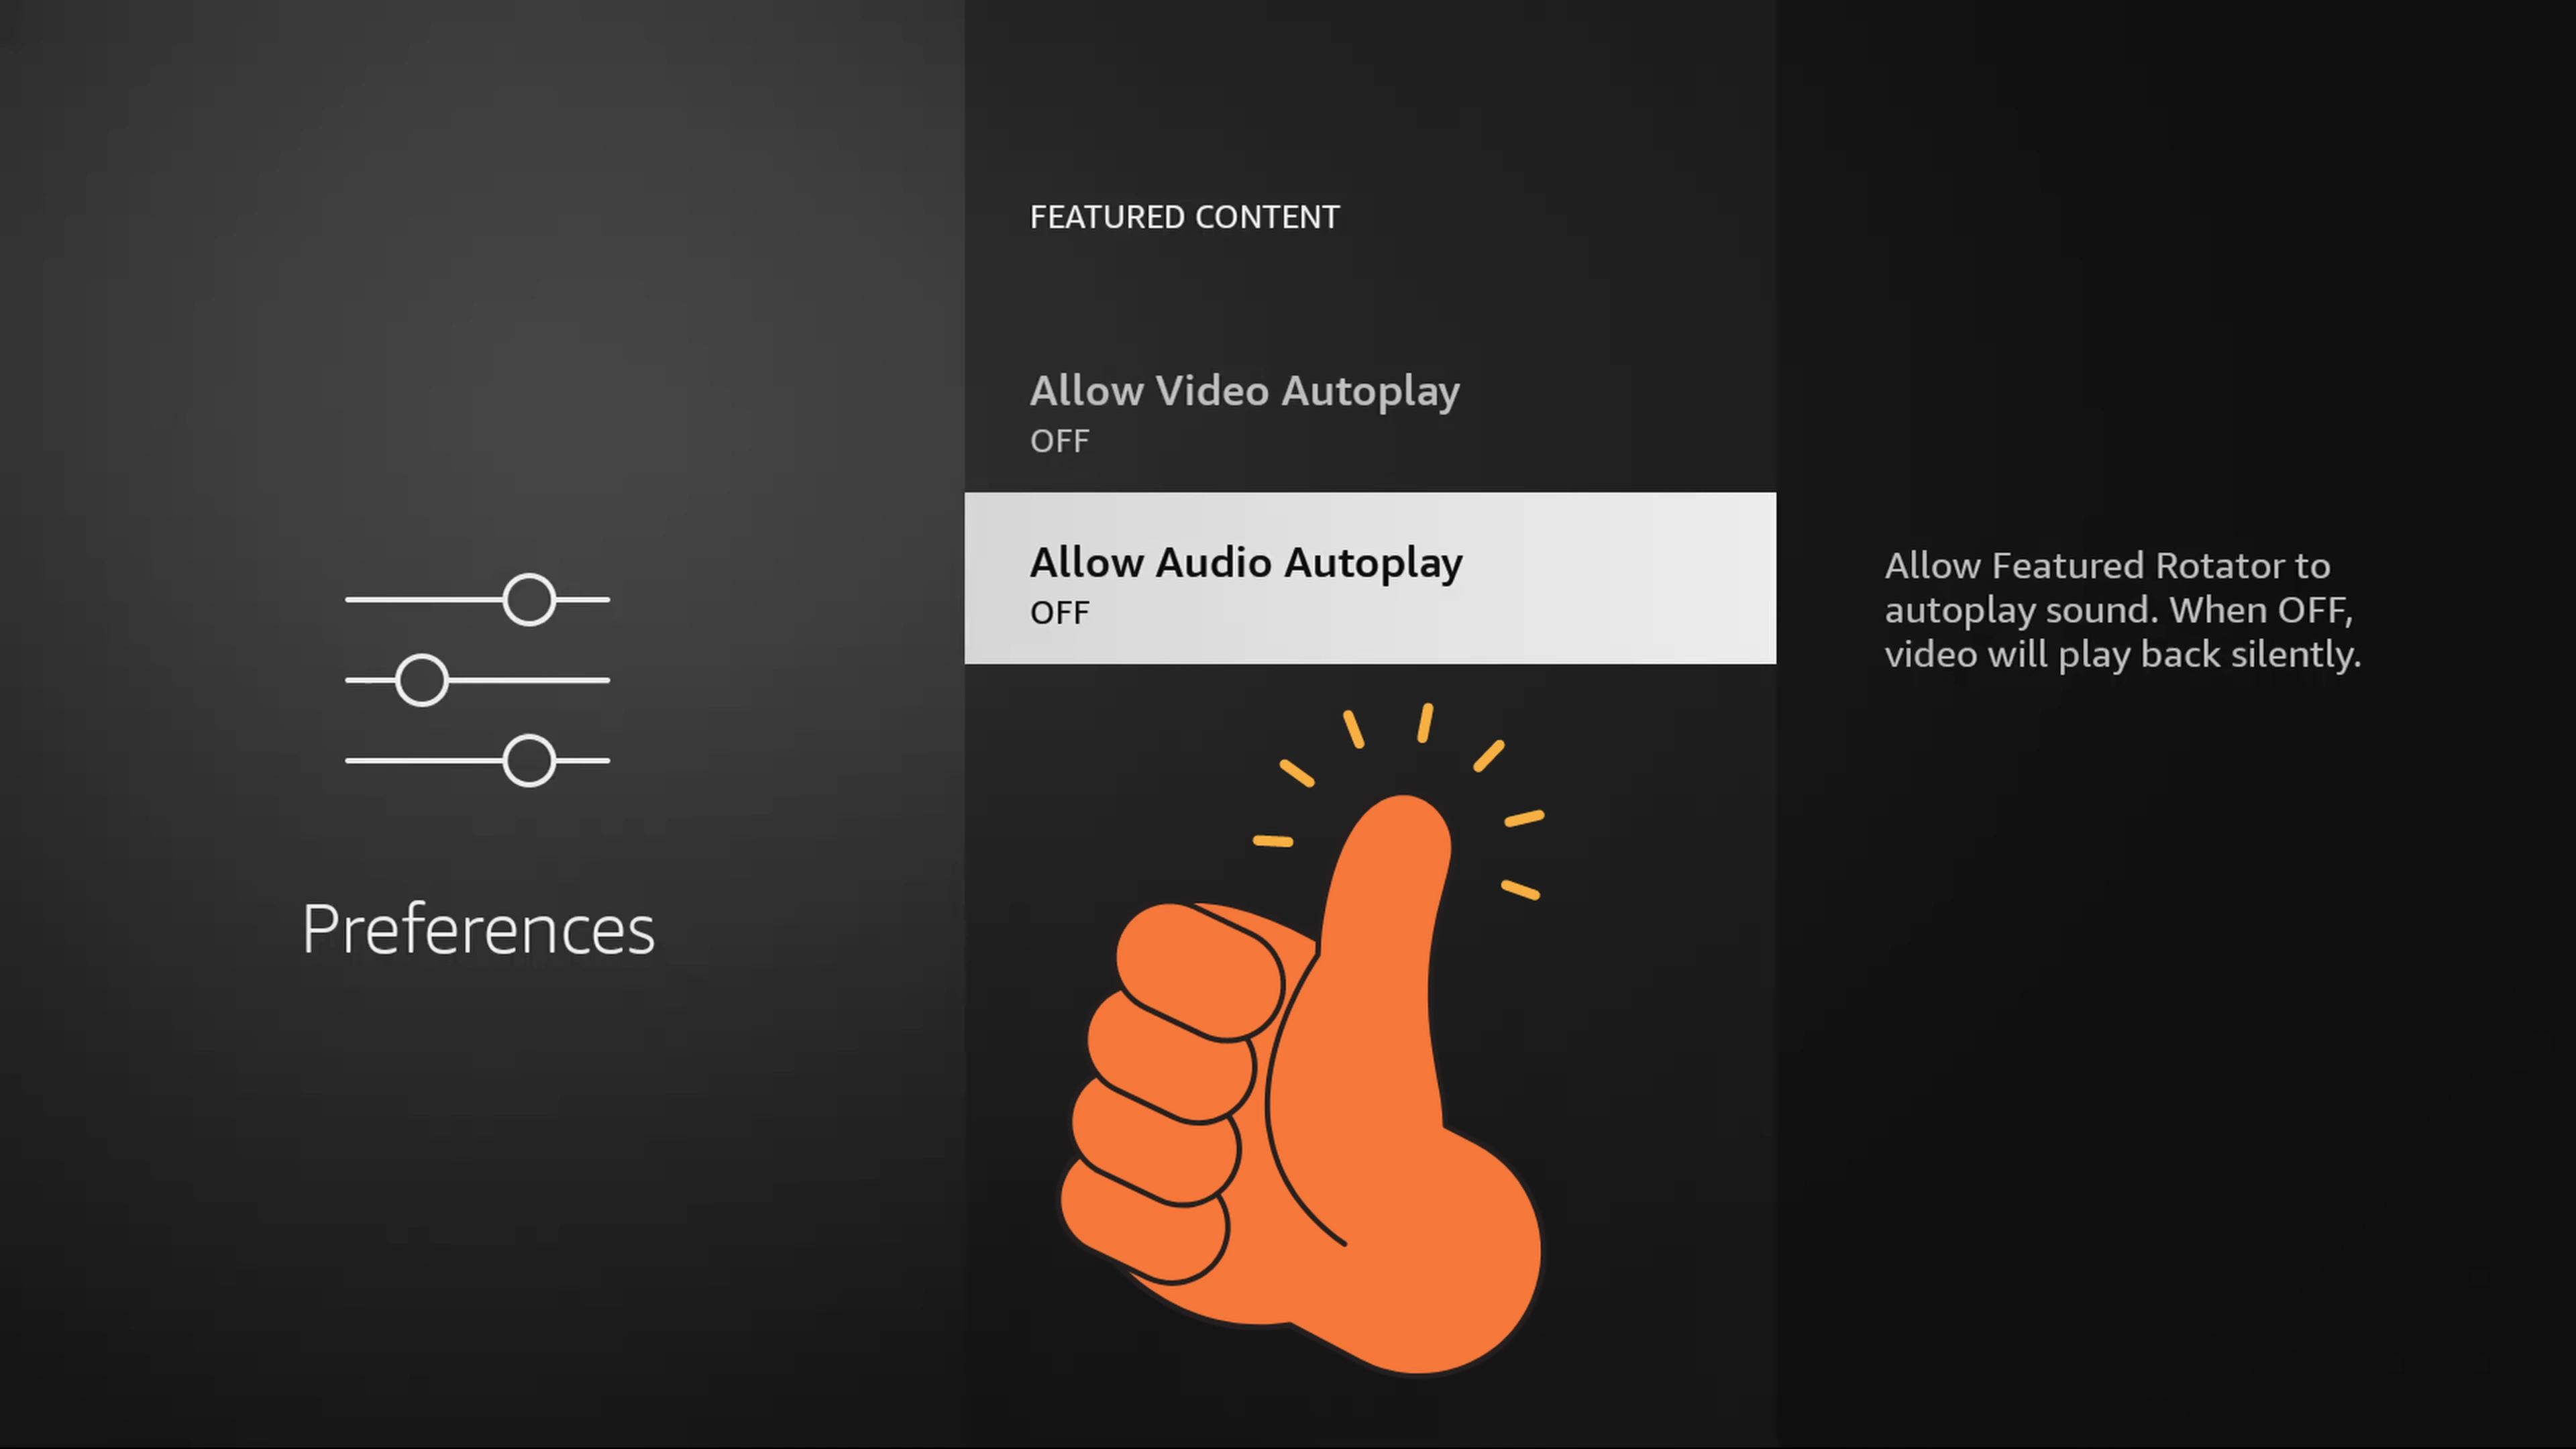 Preferences
FEATURED CONTENT
Allow Video Autoplay
OFF
Allow Audio Autoplay
OFF
Allow Featured Rotator to
autoplay sound. When OFF,
video will play back silently.